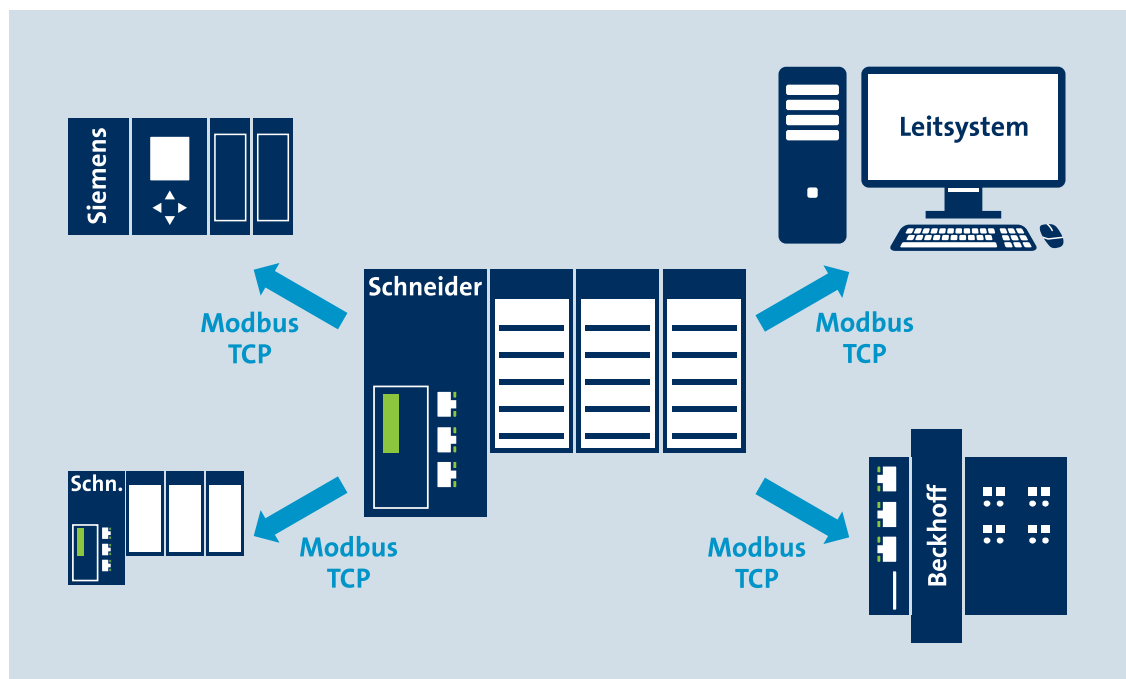 Siemens
Leitsystem
Schneider
Modbus
TCP
Modbus
TCP
Schn.
Modbus
TCP
Modbus
TCP
Beckhoff